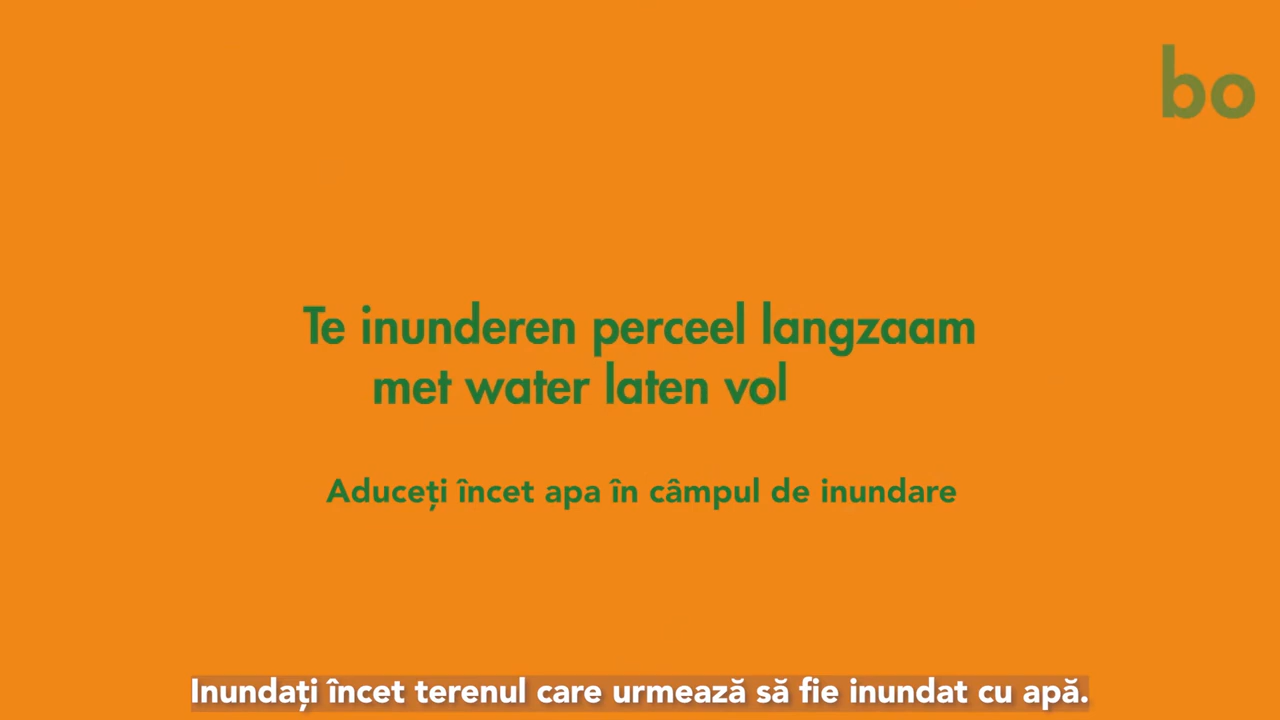 bo
Te inunderen perceel langzaam
met water laten vol
Aduceți încet apa în câmpul de inundare
Inundați încet terenul care urmează să fie inundat cu apă.